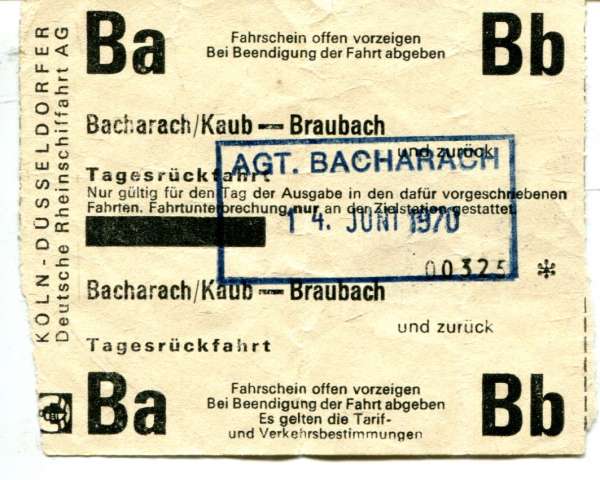 KÖLN-DÜSSELDORFER
Deutsche Rheinschiffahrt AG
Ba
Fahrschein offen vorzeigen
Bei Beendigung der Fahrt abgeben
Bb
Bacharach/Kaub — Braubach
und zurück
AGT. BACHARACH
Tagesrückfahrt
Nur gültig für den Tag der Ausgabe in den dafür vorgeschriebenen
Fahrten. Fahrtunterbrechung nur an der Zielstation gestattet.
14. JUNI 1970
00325 *
Bacharach/Kaub — Braubach
und zurück
Tagesrückfahrt
Ba
Fahrschein offen vorzeigen
Bei Beendigung der Fahrt abgeben
Es gelten die Tarif-
und Verkehrsbestimmungen
Bb